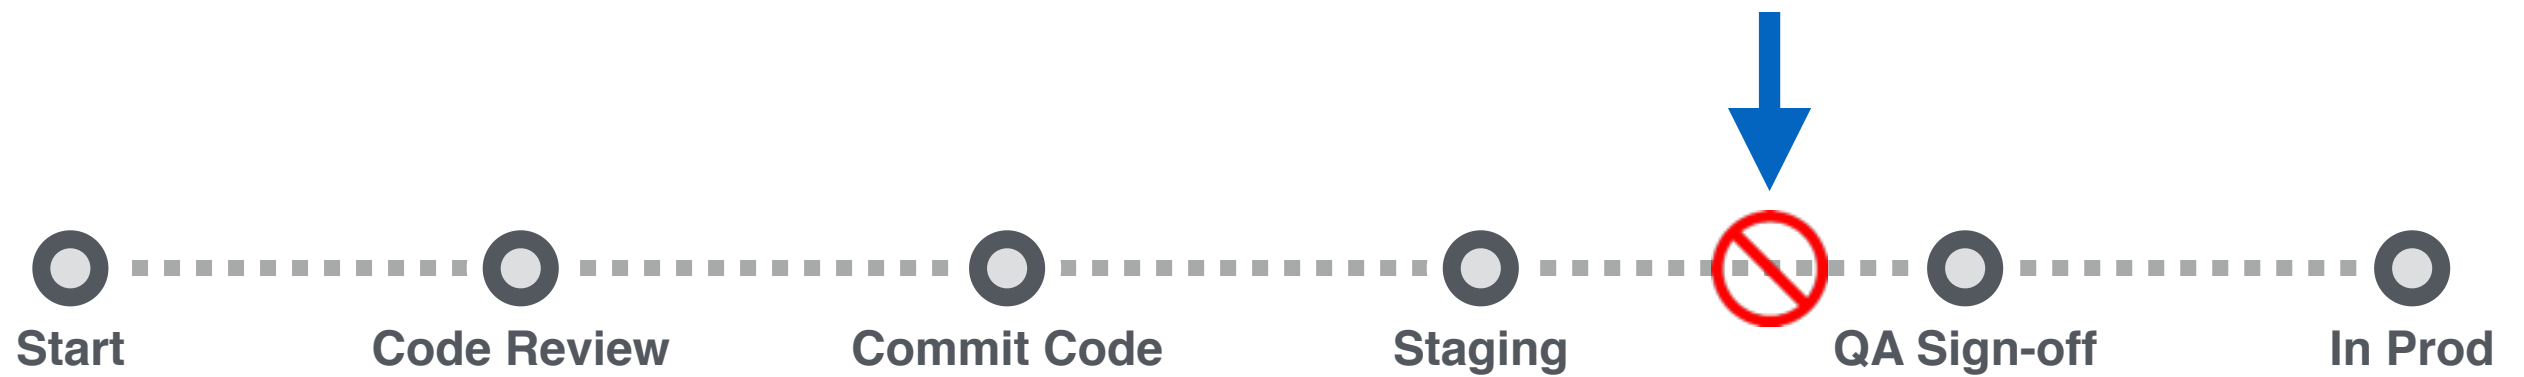 Start
Code Review
Commit Code
Staging
QA Sign-off
In Prod